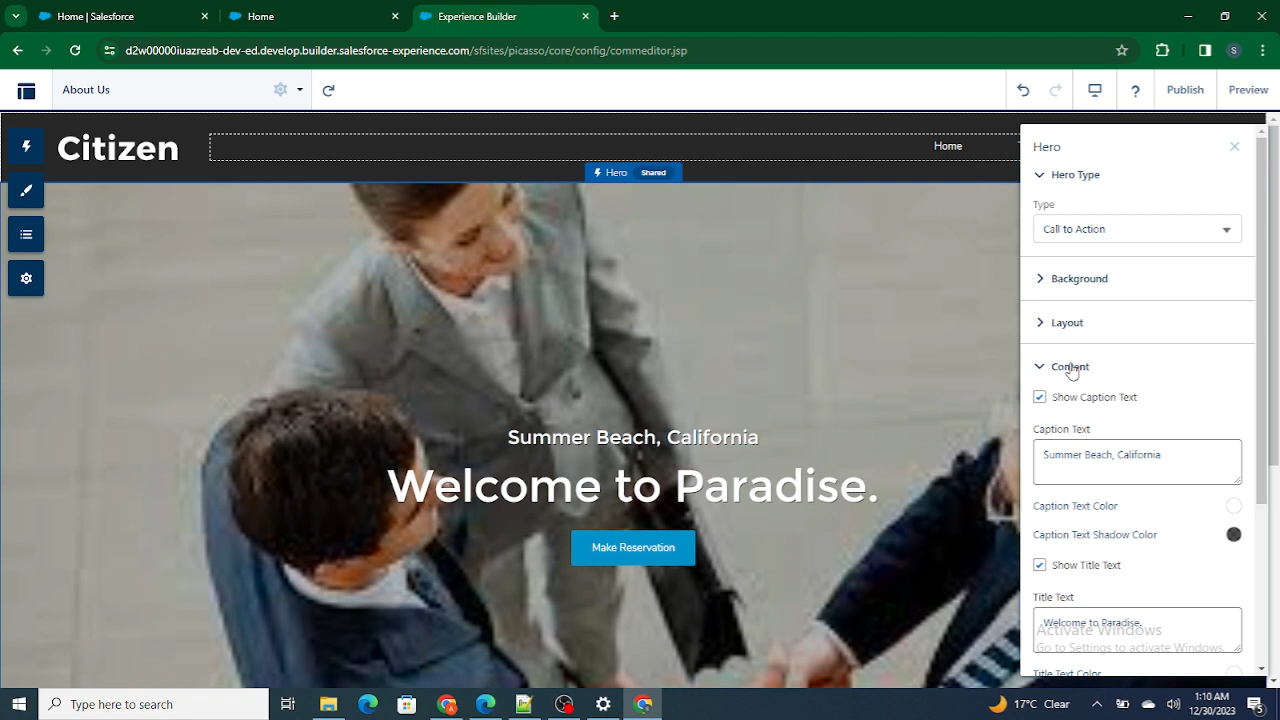 Home | Salesforce
Home
Experience Builder
d2w00000iuazreab-dev-ed.develop.builder.salesforce-experience.com/sfsites/picasso/core/config/commeditor.jsp
S
About Us
?
Publish
Preview
Citizen
Home
Hero Shared
Summer Beach, California
Welcome to Paradise.
Make Reservation
Hero
Hero Type
Type
Call to Action
Background
Layout
Content
Show Caption Text
Caption Text
Summer Beach, California
Caption Text Color
Caption Text Shadow Color
Show Title Text
Title Text
Welcome to Paradise.
Activate Windows
Go to Settings to activate Windows.
Title Text Color
Type here to search
17°C Clear
1:10 AM
12/30/2023
5